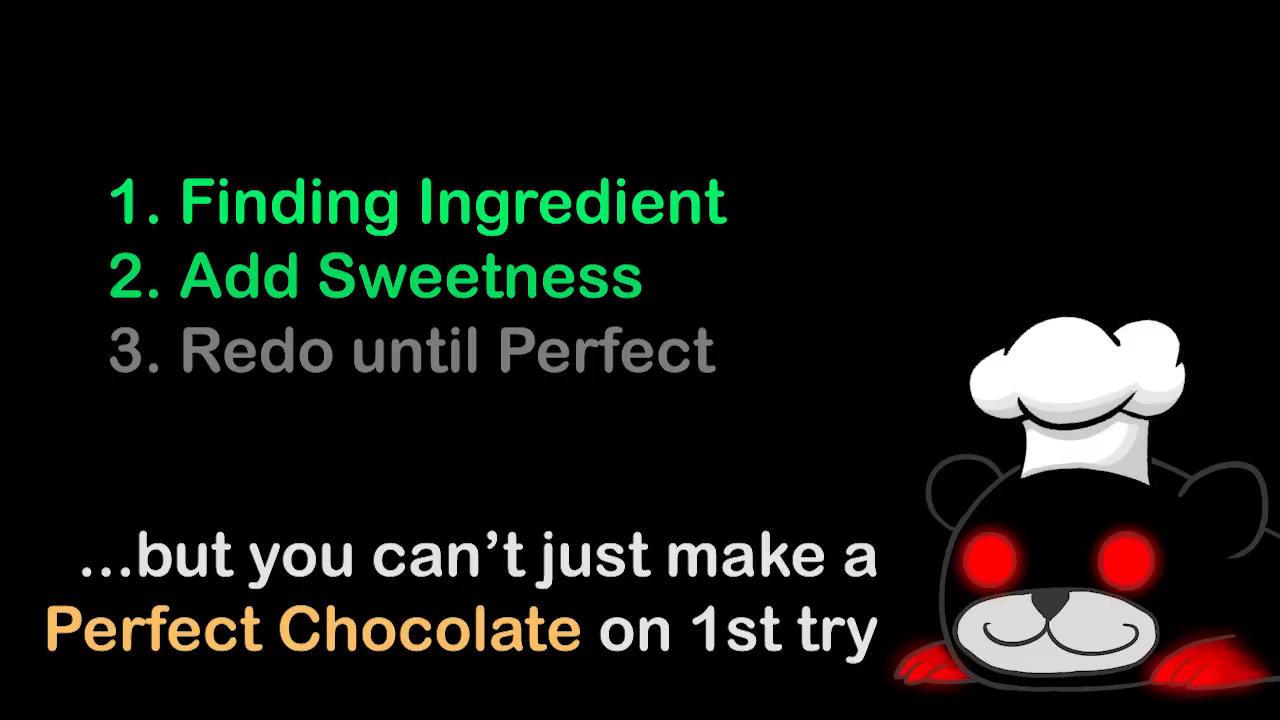 1. Finding Ingredient
2. Add Sweetness
3. Redo until Perfect
...but you can’t just make a
Perfect Chocolate on 1st try